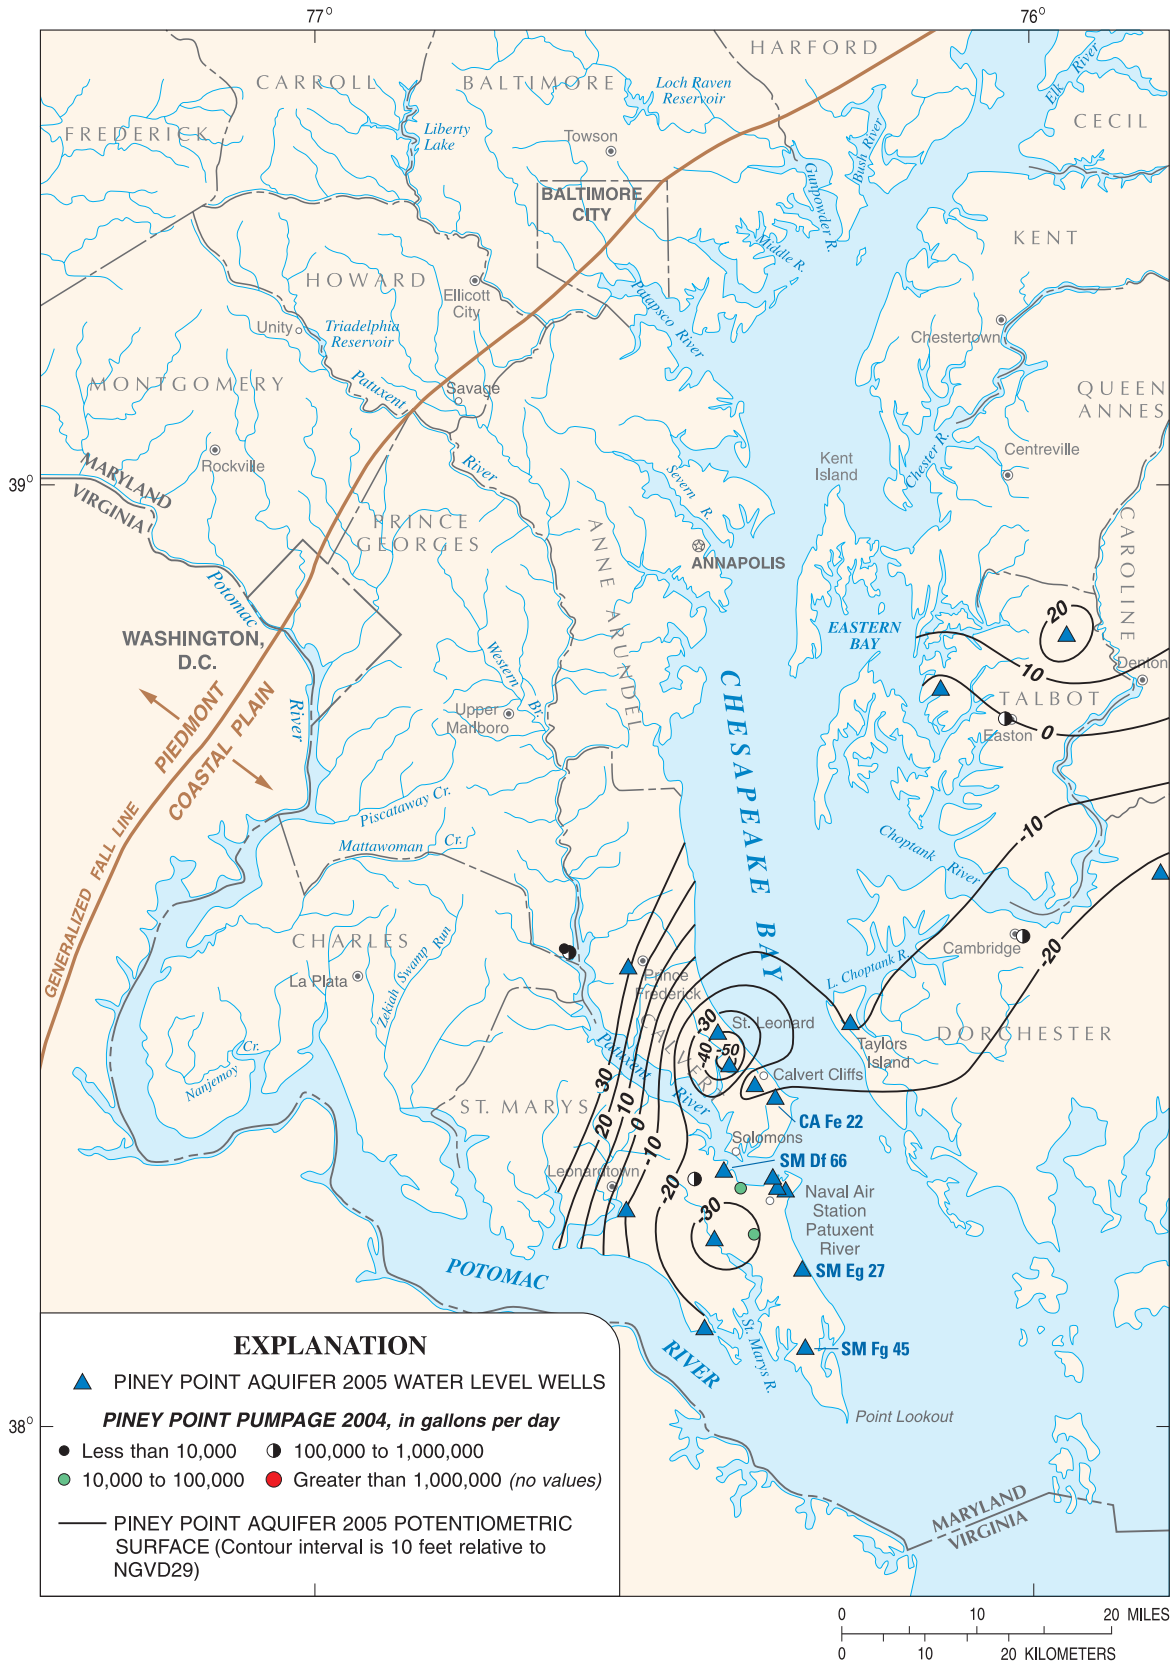 77°
76°
HARFORD
CARROLL
BALTIMORE
Loch Raven
Reservoir
Elk River
FREDERICK
Liberty
Lake
Towson
CECIL
Bush River
Gunpowder R.
BALTIMORE
CITY
KENT
Middle R.
HOWARD
Ellicott
City
Patapsco River
Unity
Triadelphia
Reservoir
Chestertown
MONTGOMERY
Patuxent
Savage
QUEEN
ANNES
Rockville
River
Severn R.
Kent
Island
Chester R.
Centreville
39°
MARYLAND
VIRGINIA
PRINCE
GEORGES
ANNE ARUNDEL
ANNAPOLIS
CAROLINE
Potomac
20
WASHINGTON,
D.C.
EASTERN
BAY
Western Br.
10
Denton
TALBOT
River
Upper
Marlboro
CHESAPEAKE BAY
Easton
0
PIEDMONT
COASTAL PLAIN
Piscataway Cr.
Mattawoman Cr.
-10
Choptank River
GENERALIZED FALL LINE
CHARLES
La Plata
Zekiah Swamp Run
Prince
Frederick
Cambridge
-20
L. Choptank R.
CALVERT
-30
St. Leonard
DORCHESTER
Taylors
Island
-40
-50
Patuxent
River
Calvert Cliffs
Nanjemoy Cr.
30
20
10
0
-10
ST. MARYS
CA Fe 22
Solomons
SM Df 66
Leonardtown
-20
-30
Naval Air
Station
Patuxent
River
SM Eg 27
POTOMAC
RIVER
St. Marys R.
SM Fg 45
Point Lookout
38°
MARYLAND
VIRGINIA
EXPLANATION
PINEY POINT AQUIFER 2005 WATER LEVEL WELLS
PINEY POINT PUMPAGE 2004, in gallons per day
Less than 10,000
100,000 to 1,000,000
10,000 to 100,000
Greater than 1,000,000 (no values)
PINEY POINT AQUIFER 2005 POTENTIOMETRIC
SURFACE (Contour interval is 10 feet relative to
NGVD29)
0 10 20 MILES
0 10 20 KILOMETERS